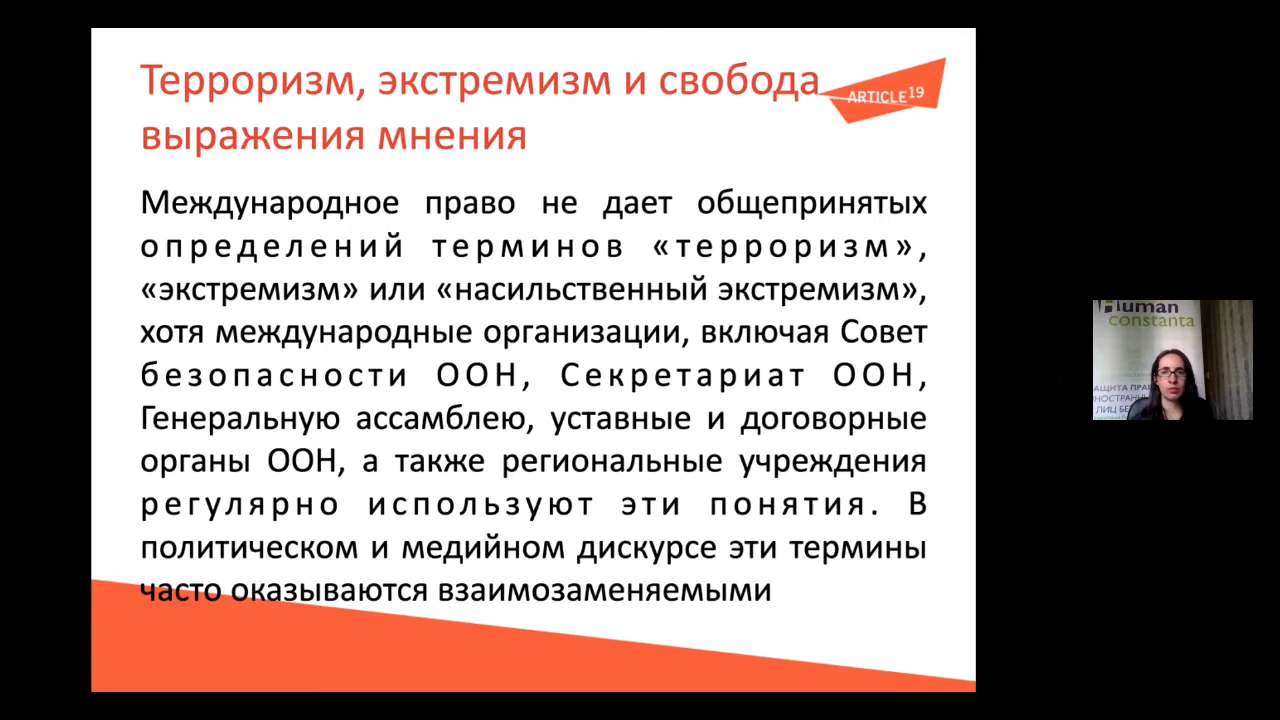 Терроризм, экстремизм и свобода
выражения мнения
ARTICLE 19
Международное право не дает общепринятых
определений терминов «терроризм»,
«экстремизм» или «насильственный экстремизм»,
хотя международные организации, включая Совет
безопасности ООН, Секретариат ООН,
Генеральную ассамблею, уставные и договорные
органы ООН, а также региональные учреждения
регулярно используют эти понятия. В
политическом и медийном дискурсе эти термины
часто оказываются взаимозаменяемыми
Human
constanta